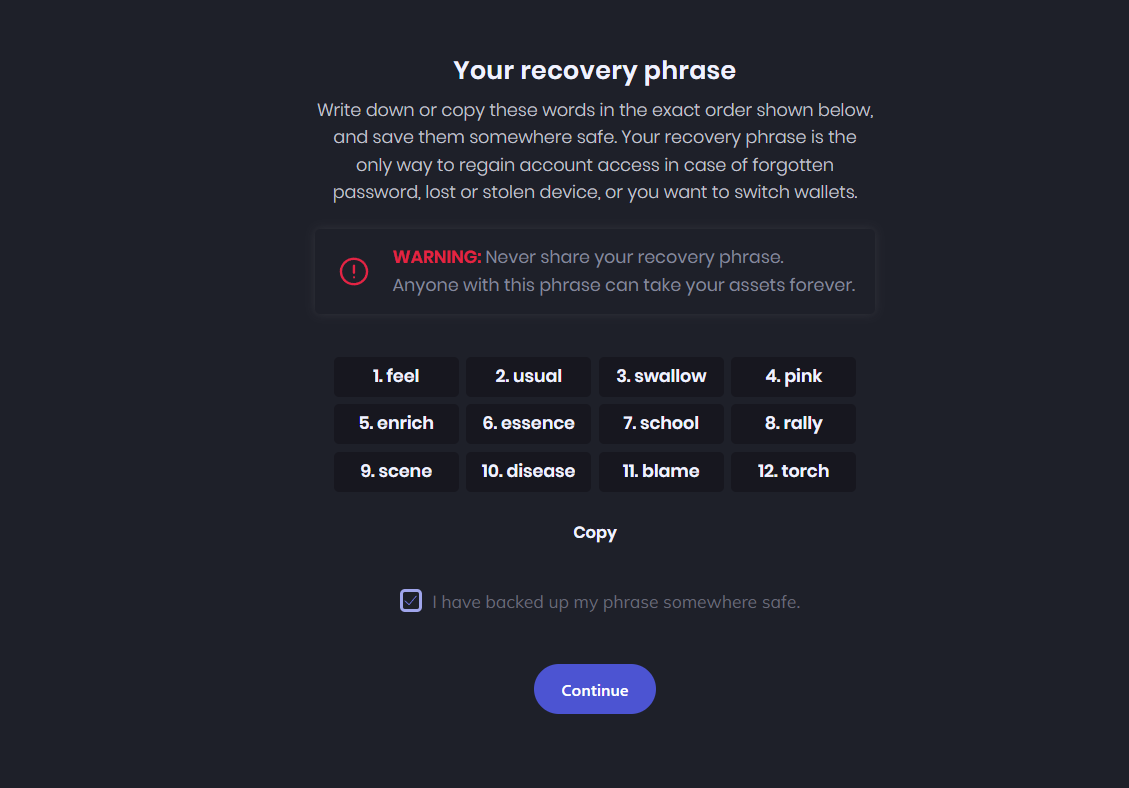 Your recovery phrase
Write down or copy these words in the exact order shown below,
and save them somewhere safe. Your recovery phrase is the
only way to regain account access in case of forgotten
password, lost or stolen device, or you want to switch wallets.
WARNING: Never share your recovery phrase.
Anyone with this phrase can take your assets forever.
1. feel 2. usual 3. swallow 4. pink
5. enrich 6. essence 7. school 8. rally
9. scene 10. disease 11. blame 12. torch
Copy
I have backed up my phrase somewhere safe.
Continue